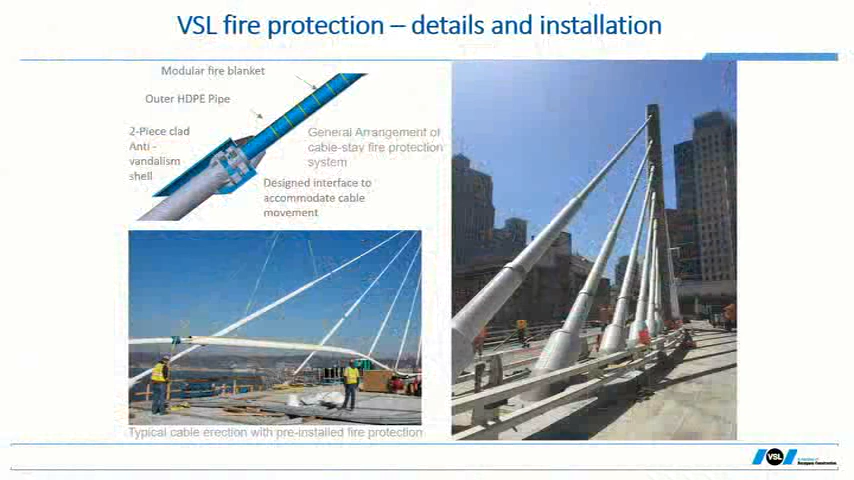 VSL fire protection – details and installation
Modular fire blanket
Outer HDPE Pipe
2-Piece clad
Anti -
vandalism
shell
General Arrangement of
cable-stay fire protection
system
Designed interface to
accommodate cable
movement
Typical cable erection with pre-installed fire protection
VSL